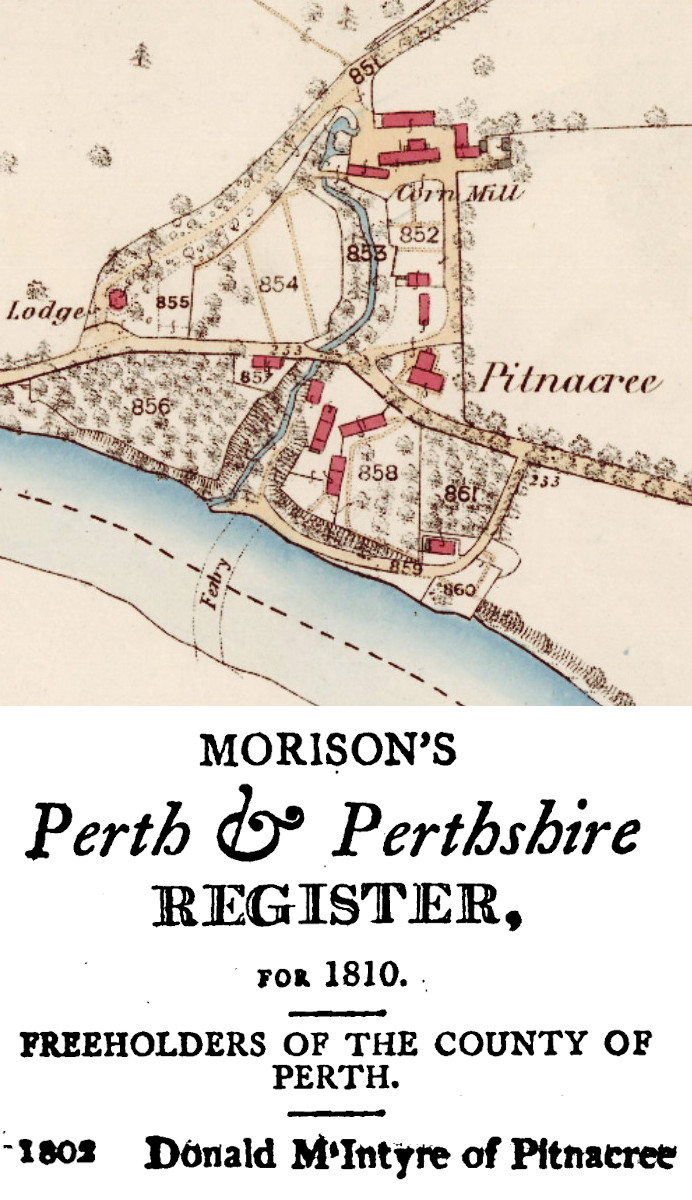 851
Corn Mill
852
853
854
Lodge
855
233
857
Pitnacree
856
858
861
233
Ferry
859
860
MORISON'S
Perth & Perthshire
REGISTER,
FOR 1810.
FREEHOLDERS OF THE COUNTY OF
PERTH.
1802 Donald M'Intyre of Pitnacree